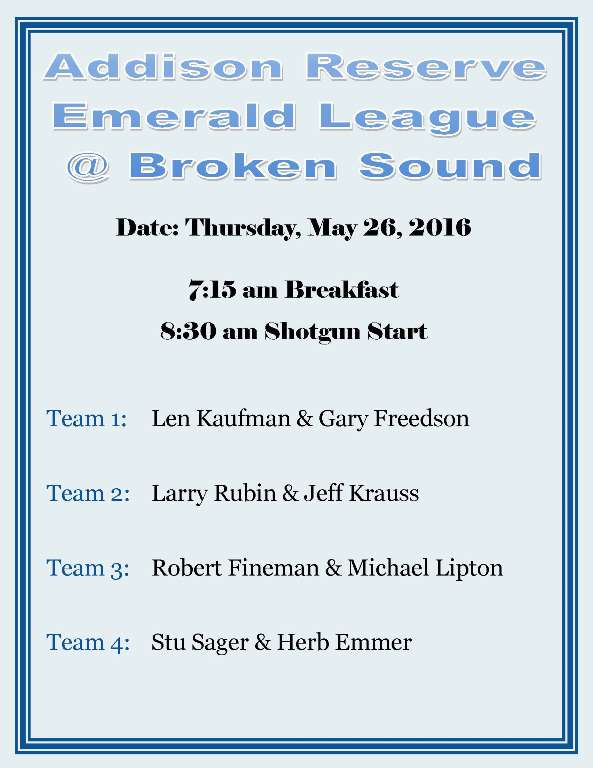 Addison Reserve
Emerald League
@ Broken Sound
Date: Thursday, May 26, 2016
7:15 am Breakfast
8:30 am Shotgun Start
Team 1: Len Kaufman & Gary Freedson
Team 2: Larry Rubin & Jeff Krauss
Team 3: Robert Fineman & Michael Lipton
Team 4: Stu Sager & Herb Emmer